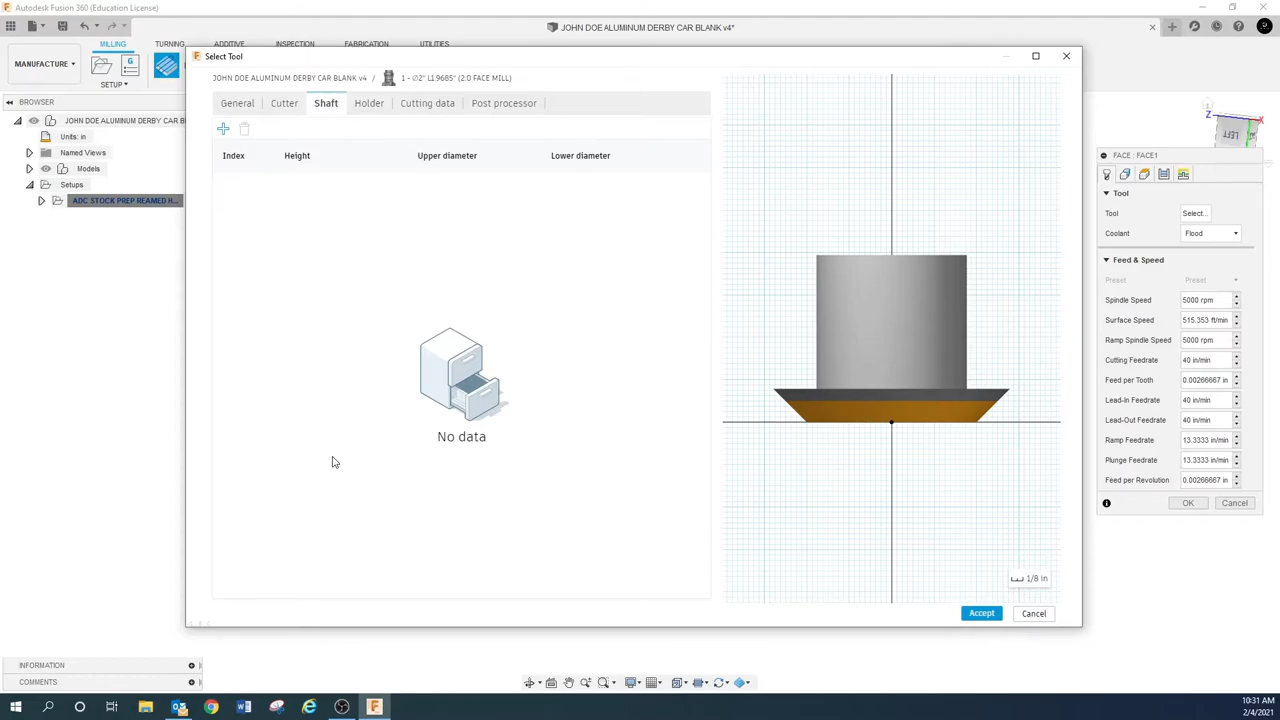 Autodesk Fusion 360 (Education License)
JOHN DOE ALUMINUM DERBY CAR BLANK v4*
MILLING TURNING ADDITIVE INSPECTION FABRICATION UTILITIES
MANUFACTURE
SETUP
BROWSER
JOHN DOE ALUMINUM DERBY CAR B
Units: in
Named Views
Models
Setups
ADC STOCK PREP REAMED H...
Select Tool
JOHN DOE ALUMINUM DERBY CAR BLANK v4 / 1 - Ø2" L1.9685" (2.0 FACE MILL)
General Cutter Shaft Holder Cutting data Post processor
Index Height Upper diameter Lower diameter
No data
1/8 in
Accept Cancel
Z X
LEFT
FACE : FACE1
Tool
Tool Select...
Coolant Flood
Feed & Speed
Preset Preset
Spindle Speed 5000 rpm
Surface Speed 515.353 ft/min
Ramp Spindle Speed 5000 rpm
Cutting Feedrate 40 in/min
Feed per Tooth 0.00266667 in
Lead-In Feedrate 40 in/min
Lead-Out Feedrate 40 in/min
Ramp Feedrate 13.3333 in/min
Plunge Feedrate 13.3333 in/min
Feed per Revolution 0.00266667 in
OK Cancel
INFORMATION
COMMENTS
10:31 AM
2/4/2021